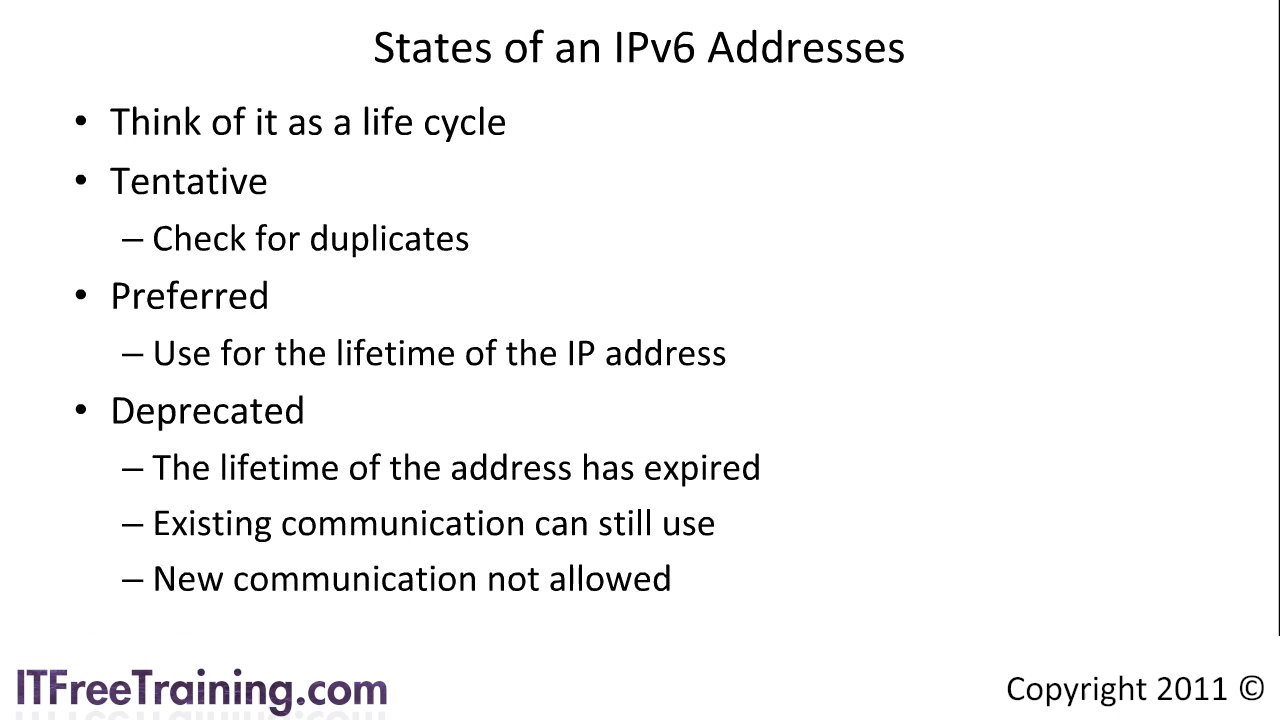 States of an IPv6 Addresses
• Think of it as a life cycle
• Tentative
– Check for duplicates
• Preferred
– Use for the lifetime of the IP address
• Deprecated
– The lifetime of the address has expired
– Existing communication can still use
– New communication not allowed
ITFreeTraining.com
Copyright 2011 ©